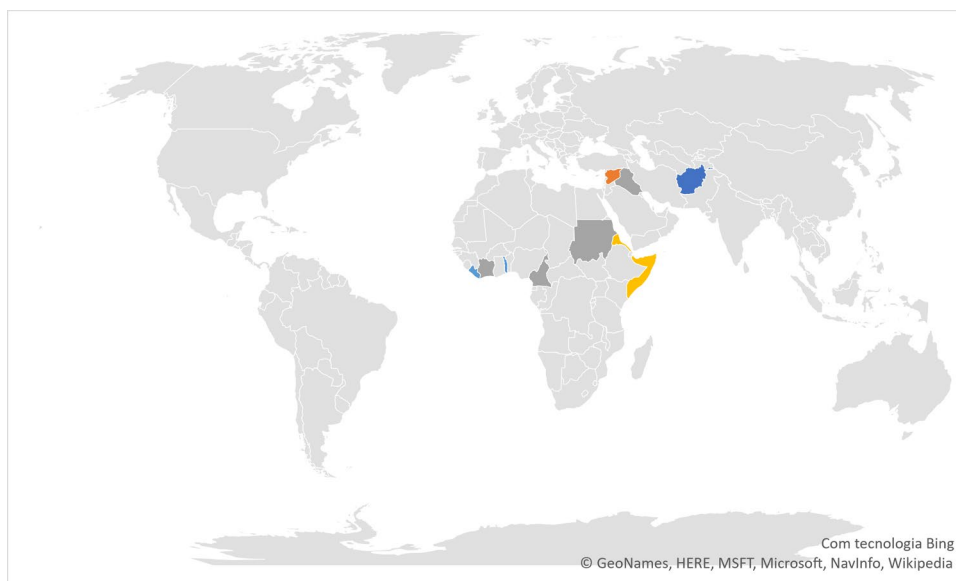 Com tecnologia Bing
© GeoNames, HERE, MSFT, Microsoft, NavInfo, Wikipedia